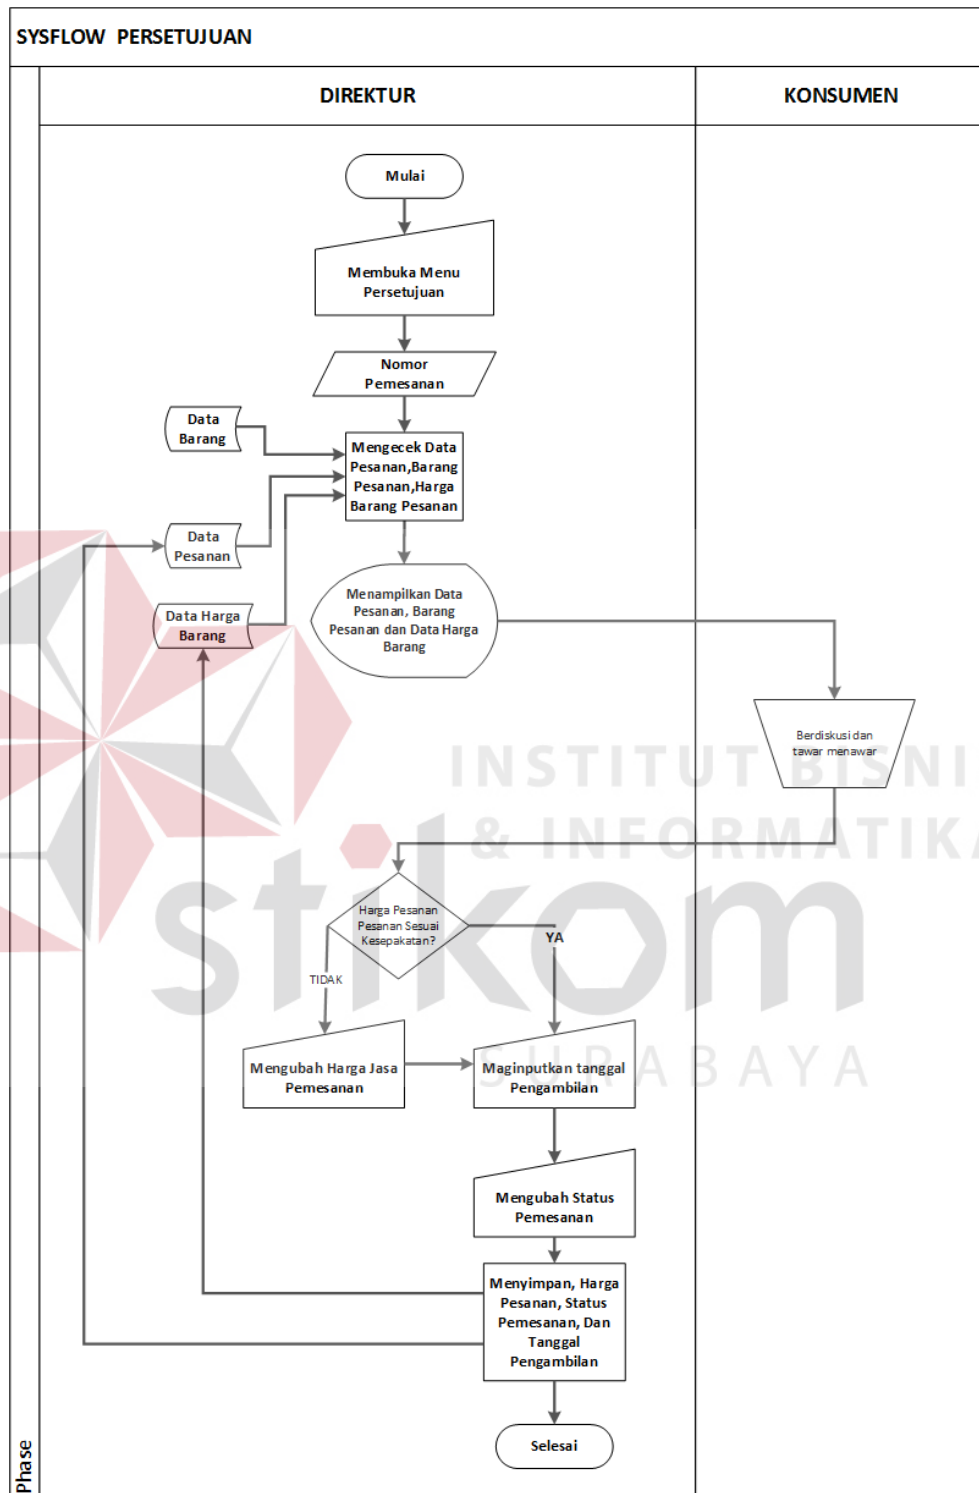 SYSFLOW PERSETUJUAN
DIREKTUR
KONSUMEN
Mulai
Membuka Menu
Persetujuan
Nomor
Pemesanan
Data
Barang
Mengecek Data
Pesanan,Barang
Pesanan,Harga
Barang Pesanan
Data
Pesanan
Data Harga
Barang
Menampilkan Data
Pesanan, Barang
Pesanan dan Data Harga
Barang
Berdiskusi dan
tawar menawar
INSTITUT BISNI
& INFORMATIKA
stikom
SURABAYA
Harga Pesanan
Pesanan Sesuai
Kesepakatan?
YA
TIDAK
Mengubah Harga Jasa
Pemesanan
Maginputkan tanggal
Pengambilan
Mengubah Status
Pemesanan
Menyimpan, Harga
Pesanan, Status
Pemesanan, Dan
Tanggal
Pengambilan
Selesai
Phase